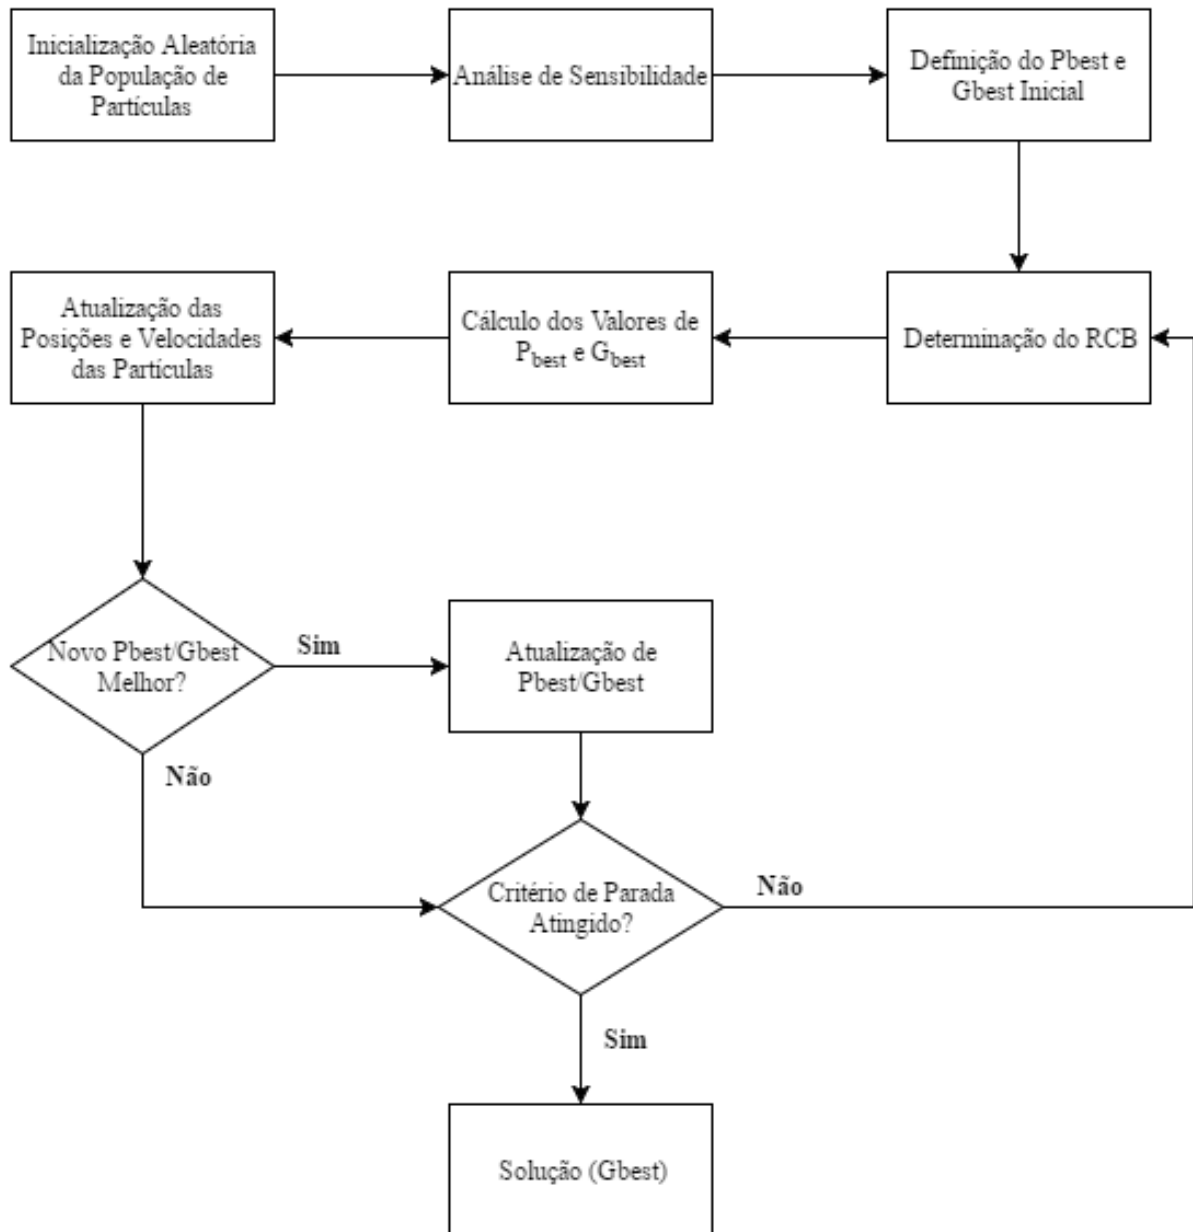 Inicialização Aleatória
da População de
Partículas
Análise de Sensibilidade
Definição do Pbest e
Gbest Inicial
Atualização das
Posições e Velocidades
das Partículas
Cálculo dos Valores de
Pbest e Gbest
Determinação do RCB
Novo Pbest/Gbest
Melhor?
Sim
Atualização de
Pbest/Gbest
Não
Critério de Parada
Atingido?
Não
Sim
Solução (Gbest)